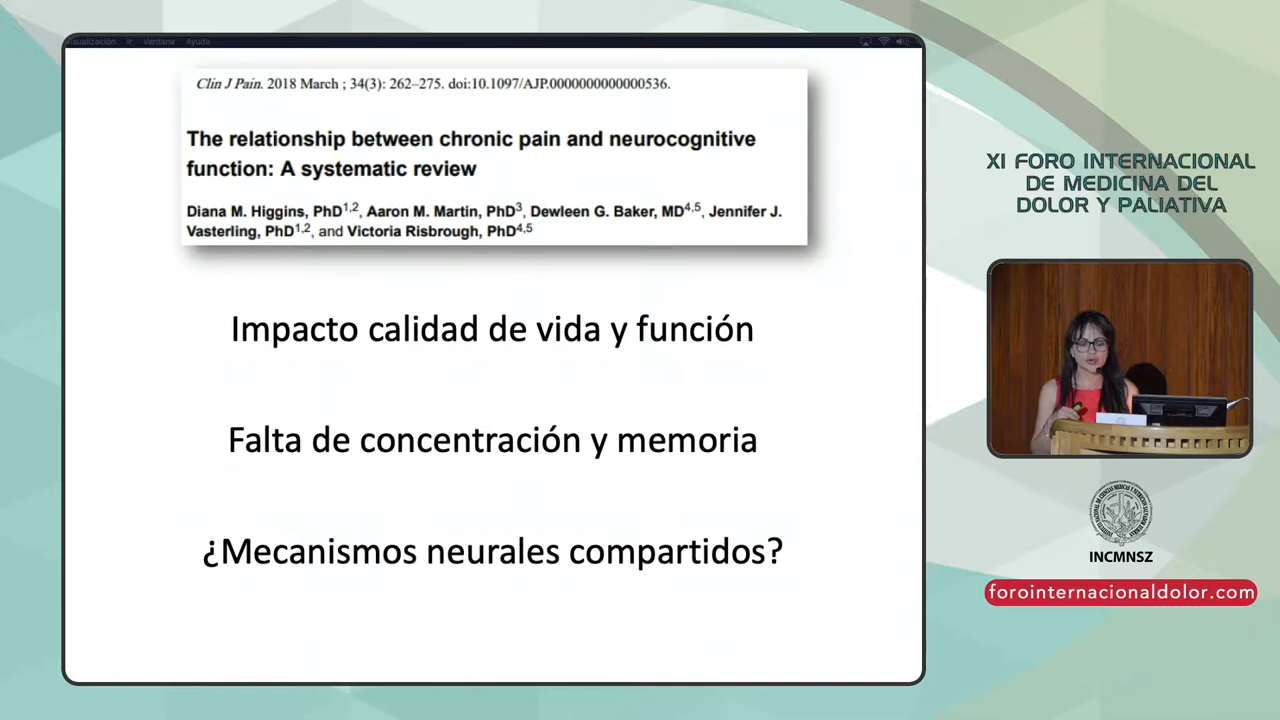 Ventana Ayuda
Clin J Pain. 2018 March ; 34(3): 262–275. doi:10.1097/AJP.0000000000000536.
The relationship between chronic pain and neurocognitive
function: A systematic review
Diana M. Higgins, PhD1,2, Aaron M. Martin, PhD3, Dewleen G. Baker, MD4,5, Jennifer J.
Vasterling, PhD1,2, and Victoria Risbrough, PhD4,5
Impacto calidad de vida y función
Falta de concentración y memoria
¿Mecanismos neurales compartidos?
XI FORO INTERNACIONAL
DE MEDICINA DEL
DOLOR Y PALIATIVA
INCMNSZ
forointernacionaldolor.com